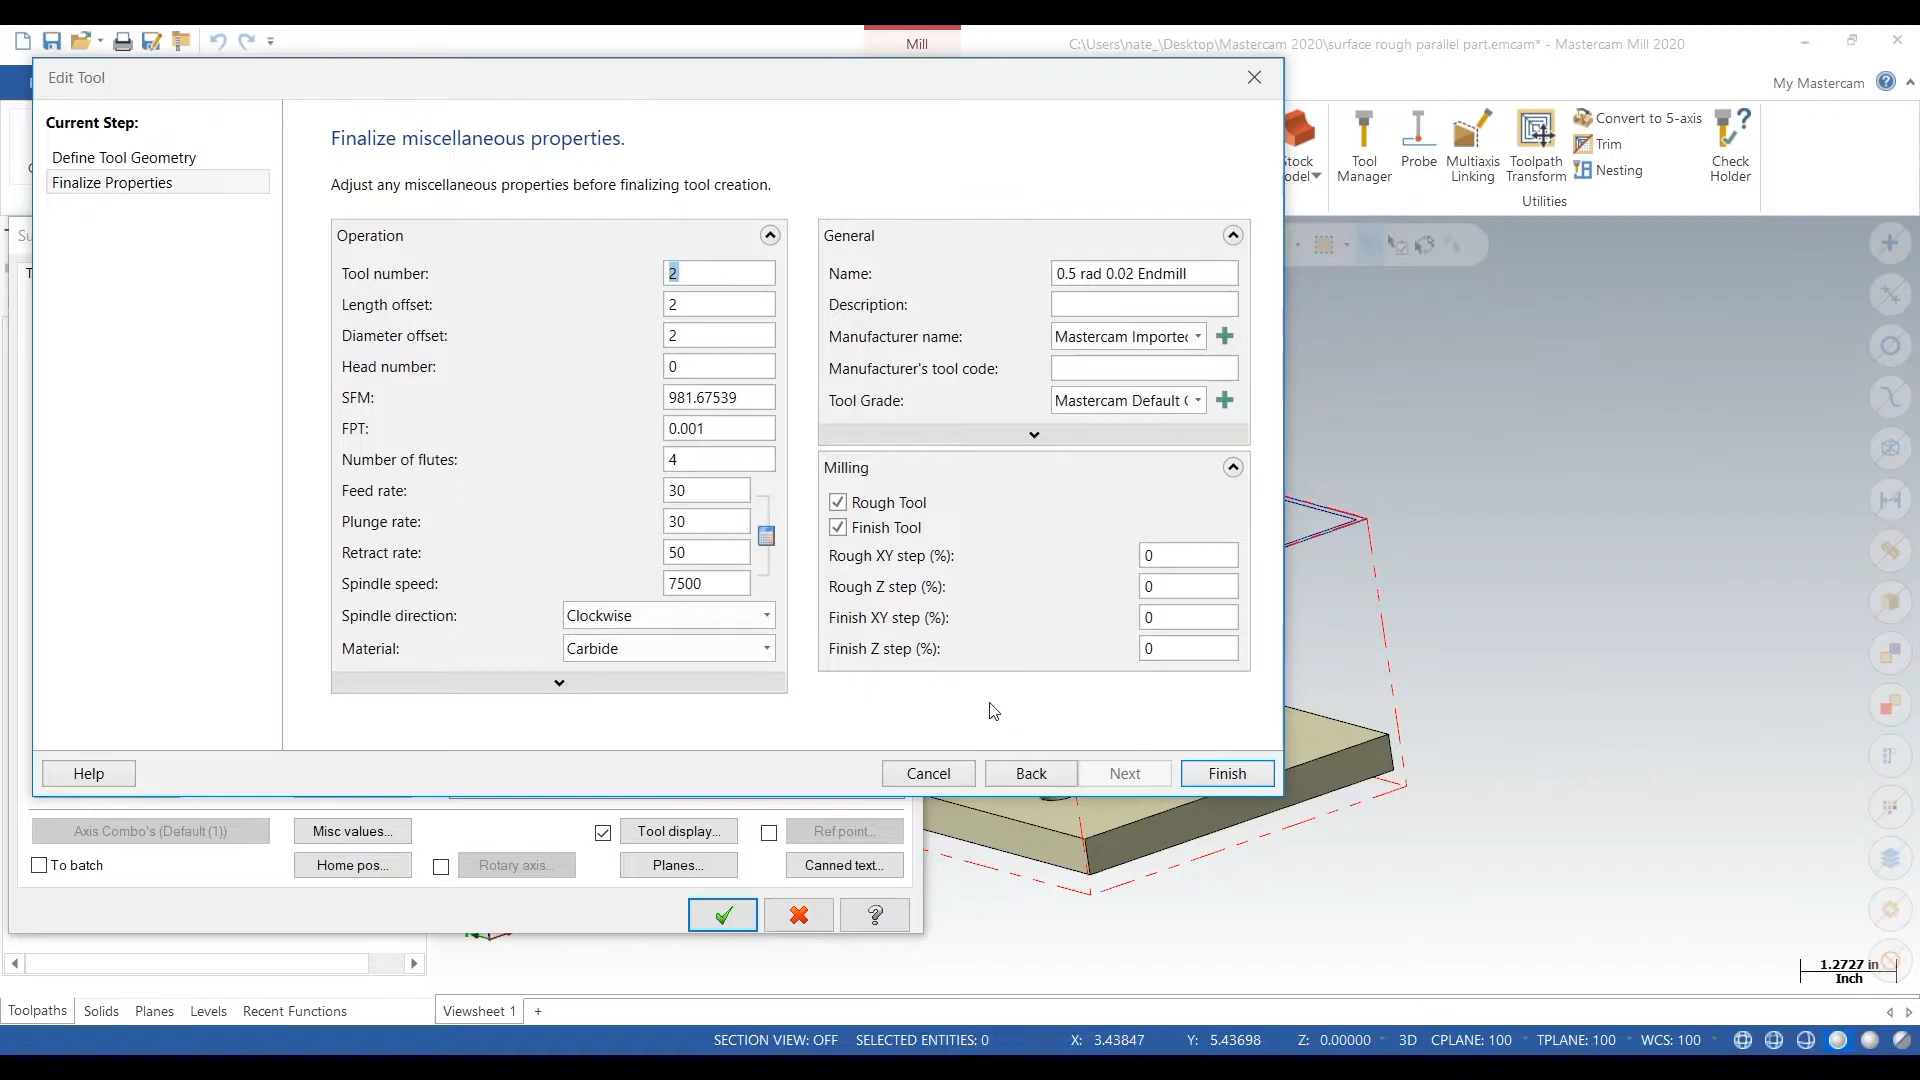 Mill
C:\Users\nate_\Desktop\Mastercam 2020\surface rough parallel part.emcam* - Mastercam Mill 2020
My Mastercam
Edit Tool
Current Step:
Define Tool Geometry
Finalize Properties
Finalize miscellaneous properties.
Adjust any miscellaneous properties before finalizing tool creation.
Operation
Tool number: 2
Length offset: 2
Diameter offset: 2
Head number: 0
SFM: 981.67539
FPT: 0.001
Number of flutes: 4
Feed rate: 30
Plunge rate: 30
Retract rate: 50
Spindle speed: 7500
Spindle direction: Clockwise
Material: Carbide
General
Name: 0.5 rad 0.02 Endmill
Description:
Manufacturer name: Mastercam Imported
Manufacturer's tool code:
Tool Grade: Mastercam Default (
Milling
Rough Tool
Finish Tool
Rough XY step (%): 0
Rough Z step (%): 0
Finish XY step (%): 0
Finish Z step (%): 0
Help
Cancel
Back
Next
Finish
Tool Manager
Probe
Multiaxis Linking
Toolpath Transform
Convert to 5-axis
Trim
Nesting
Check Holder
Utilities
Axis Combo's (Default (1))
Misc values...
Tool display...
Ref point...
To batch
Home pos...
Rotary axis...
Planes...
Canned text...
1.2727 in
Inch
Toolpaths
Solids
Planes
Levels
Recent Functions
Viewsheet 1
+
SECTION VIEW: OFF
SELECTED ENTITIES: 0
X: 3.43847
Y: 5.43698
Z: 0.00000
3D
CPLANE: 100
TPLANE: 100
WCS: 100